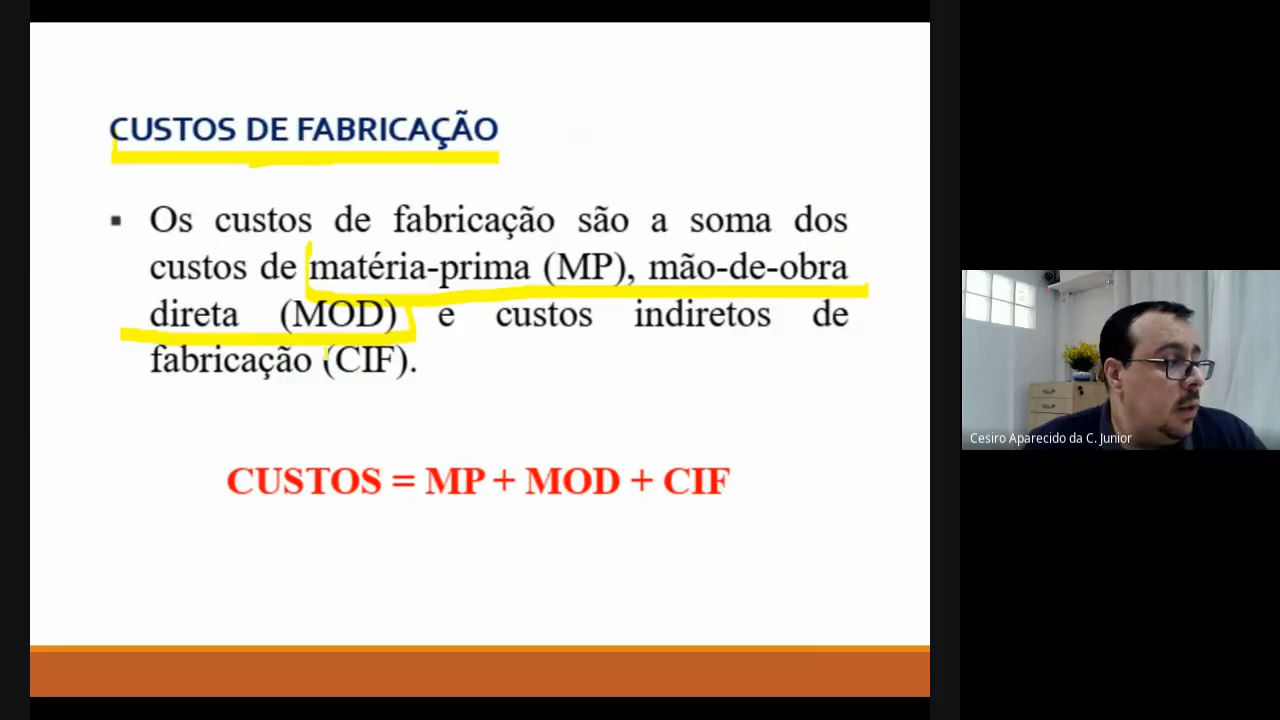 CUSTOS DE FABRICAÇÃO
▪ Os custos de fabricação são a soma dos
custos de matéria-prima (MP), mão-de-obra
direta (MOD) e custos indiretos de
fabricação (CIF).
CUSTOS = MP + MOD + CIF
Cesiro Aparecido da C. Junior